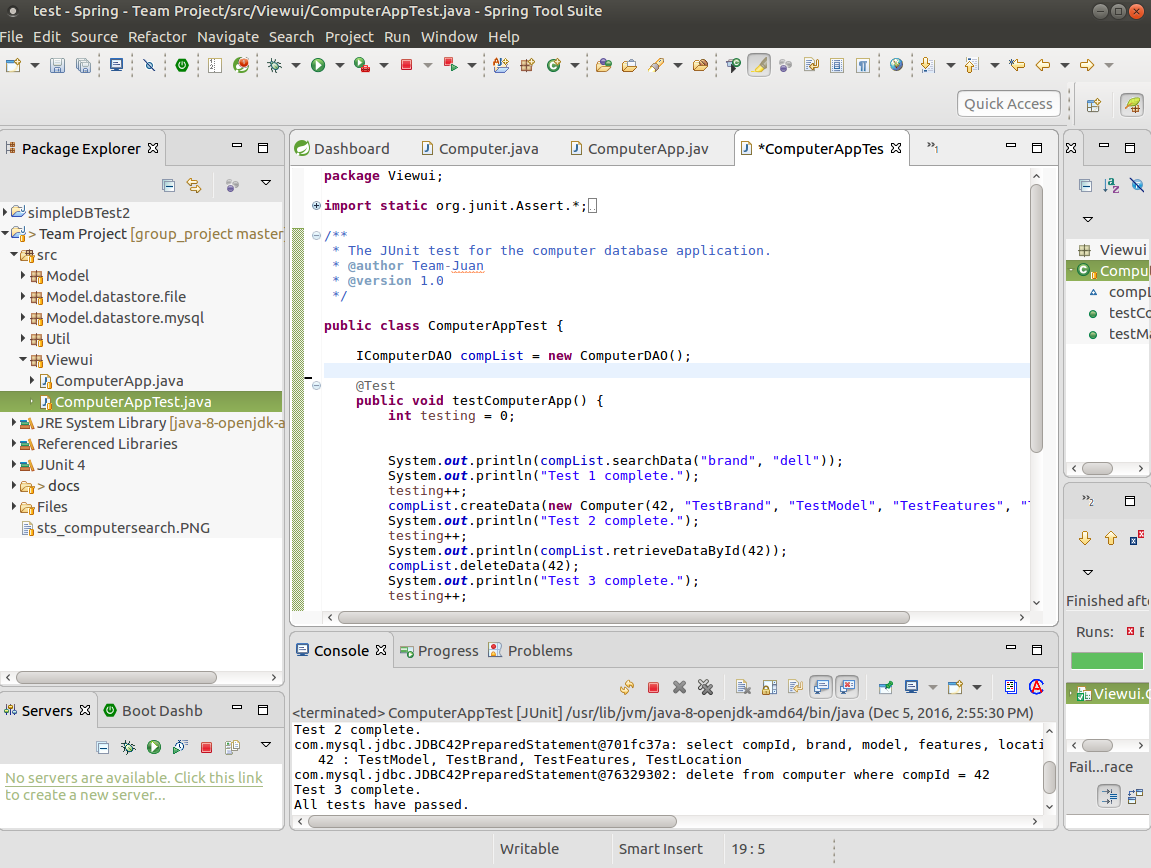 test - Spring - Team Project/src/Viewui/ComputerAppTest.java - Spring Tool Suite
File Edit Source Refactor Navigate Search Project Run Window Help
Quick Access
Package Explorer
Dashboard
Computer.java
ComputerApp.jav
*ComputerAppTes
»1
simpleDBTest2
> Team Project [group_project master
src
Model
Model.datastore.file
Model.datastore.mysql
Util
Viewui
ComputerApp.java
ComputerAppTest.java
JRE System Library [java-8-openjdk-a
Referenced Libraries
JUnit 4
> docs
Files
sts_computersearch.PNG
package Viewui;
import static org.junit.Assert.*;
/**
* The JUnit test for the computer database application.
* @author Team-Juan
* @version 1.0
*/
public class ComputerAppTest {
IComputerDAO compList = new ComputerDAO();
@Test
public void testComputerApp() {
int testing = 0;
System.out.println(compList.searchData("brand", "dell"));
System.out.println("Test 1 complete.");
testing++;
compList.createData(new Computer(42, "TestBrand", "TestModel", "TestFeatures", "T
System.out.println("Test 2 complete.");
testing++;
System.out.println(compList.retrieveDataById(42));
compList.deleteData(42);
System.out.println("Test 3 complete.");
testing++;
Viewui
Compu
compL
testCo
testMa
»2
Finished afte
Runs: E
Viewui.C
Fail...race
Servers
Boot Dashb
No servers are available. Click this link
to create a new server...
Console
Progress
Problems
<terminated> ComputerAppTest [JUnit] /usr/lib/jvm/java-8-openjdk-amd64/bin/java (Dec 5, 2016, 2:55:30 PM)
Test 2 complete.
com.mysql.jdbc.JDBC42PreparedStatement@701fc37a: select compId, brand, model, features, locati
42 : TestModel, TestBrand, TestFeatures, TestLocation
com.mysql.jdbc.JDBC42PreparedStatement@76329302: delete from computer where compId = 42
Test 3 complete.
All tests have passed.
Writable
Smart Insert
19 : 5